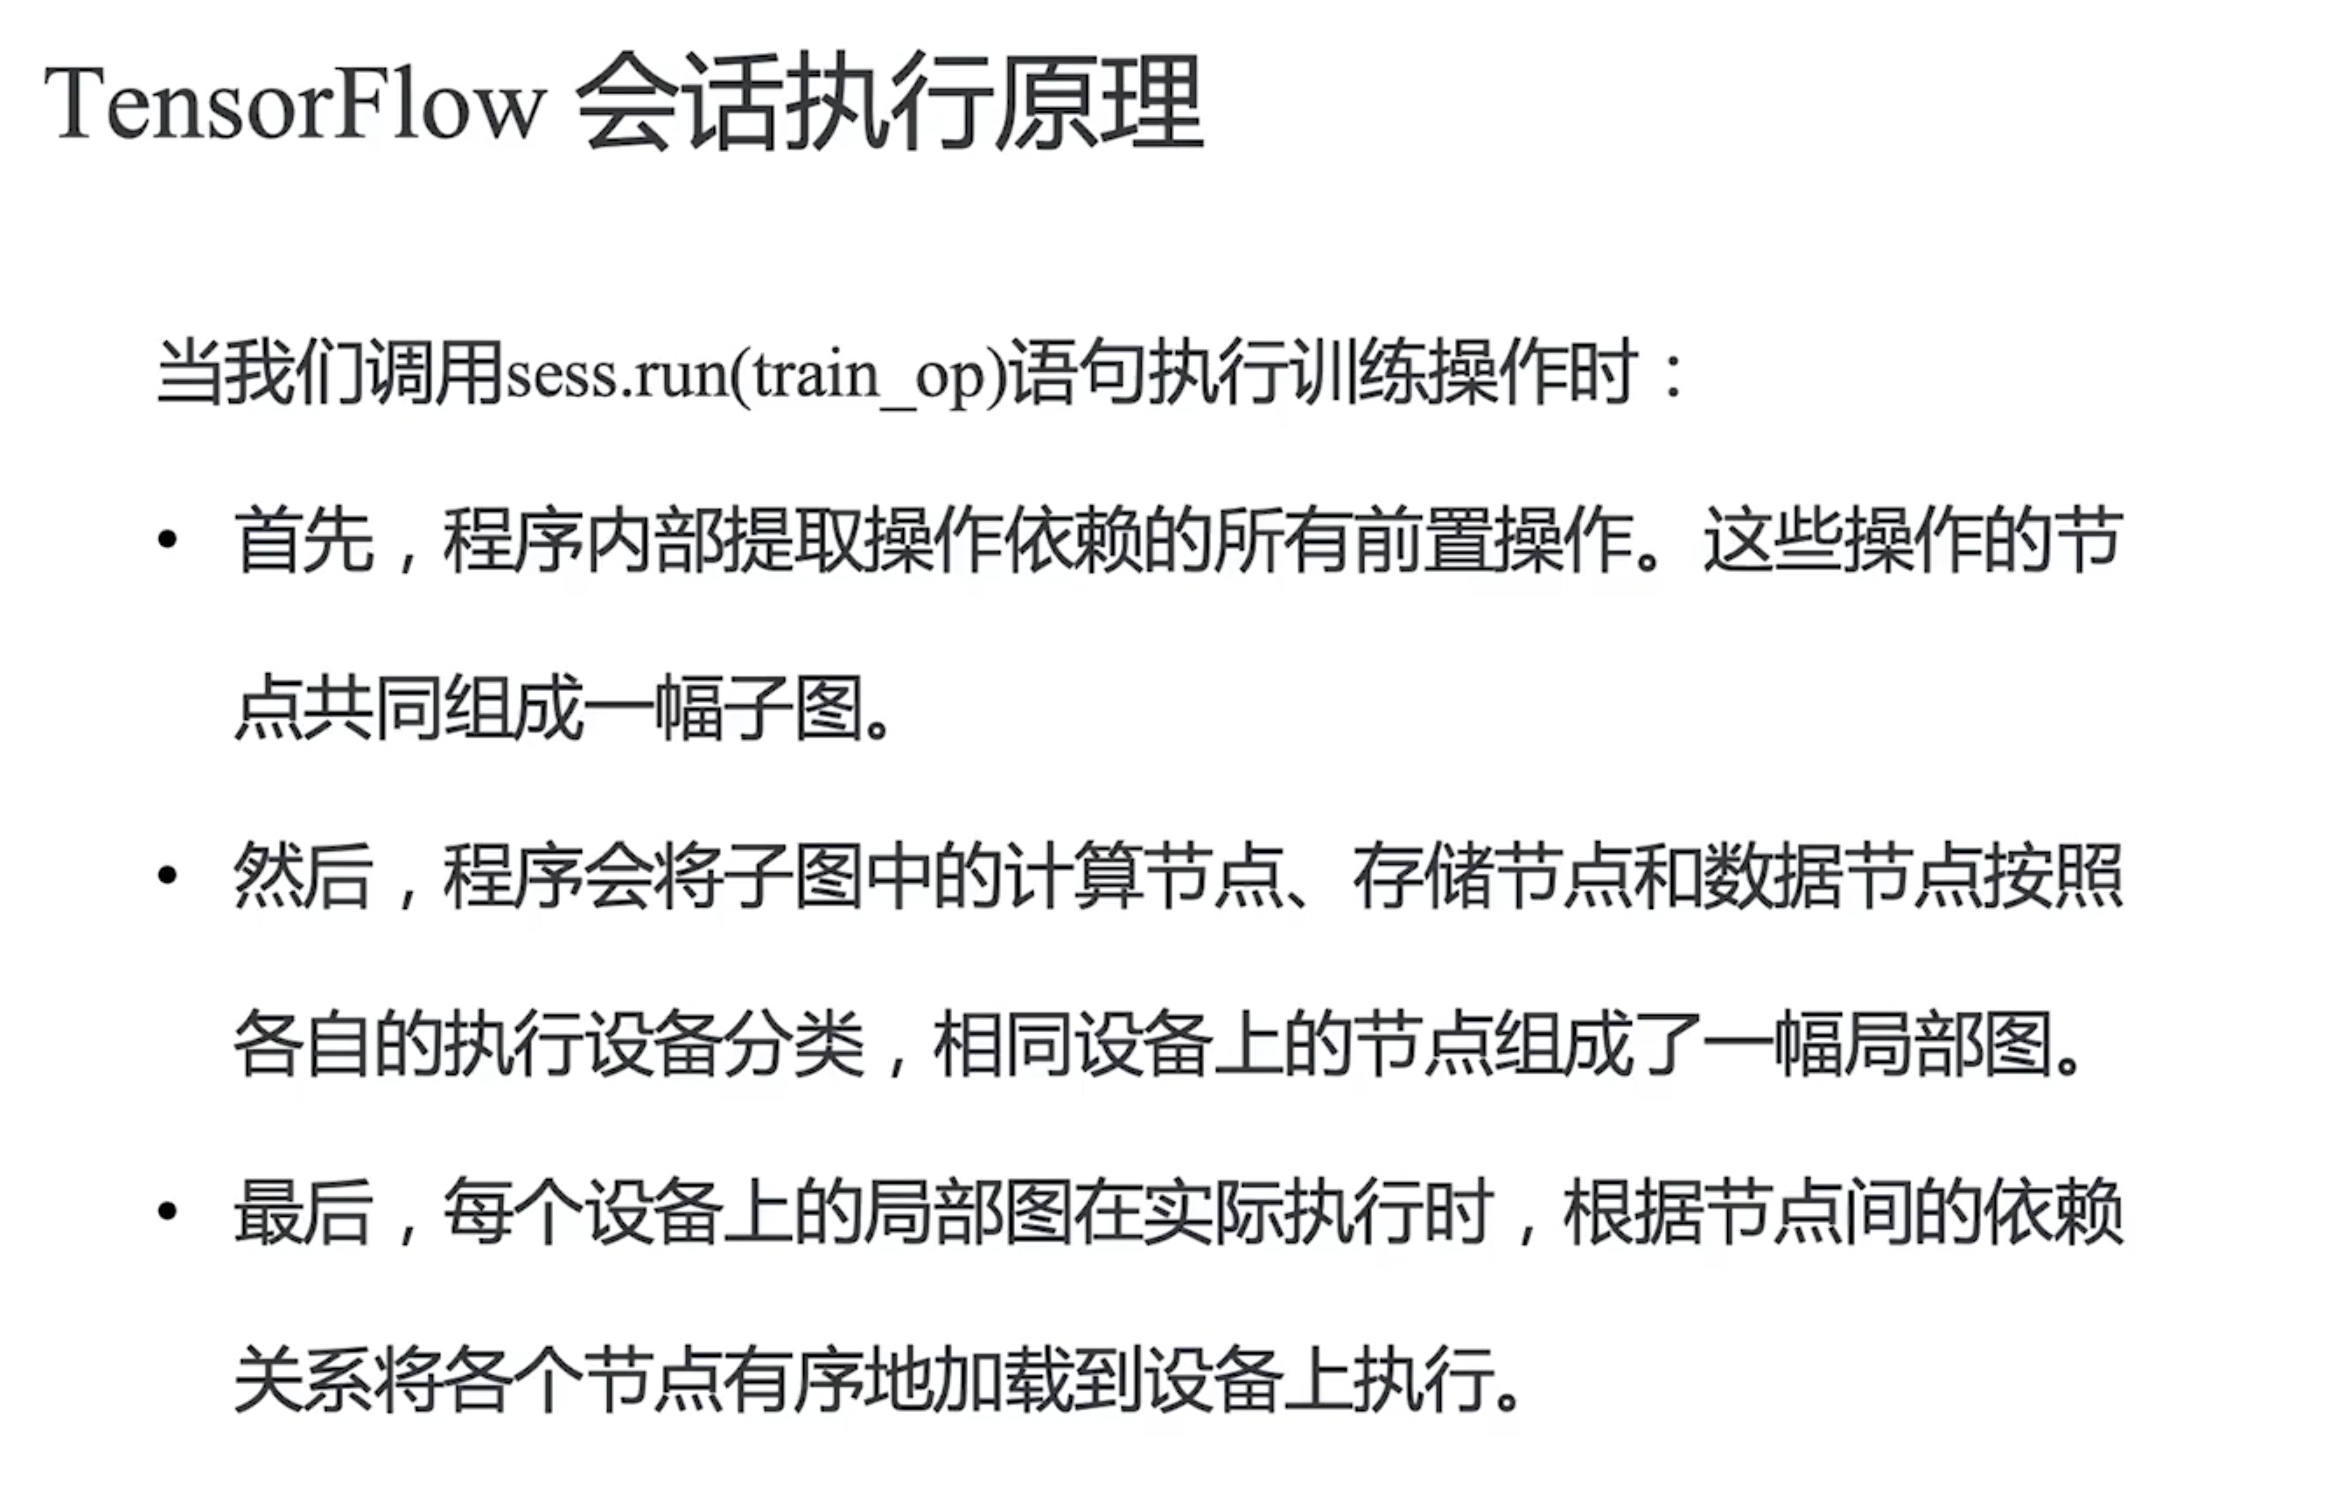 TensorFlow 会话执行原理
当我们调用sess.run(train_op)语句执行训练操作时：
• 首先，程序内部提取操作依赖的所有前置操作。这些操作的节
点共同组成一幅子图。
• 然后，程序会将子图中的计算节点、存储节点和数据节点按照
各自的执行设备分类，相同设备上的节点组成了一幅局部图。
• 最后，每个设备上的局部图在实际执行时，根据节点间的依赖
关系将各个节点有序地加载到设备上执行。